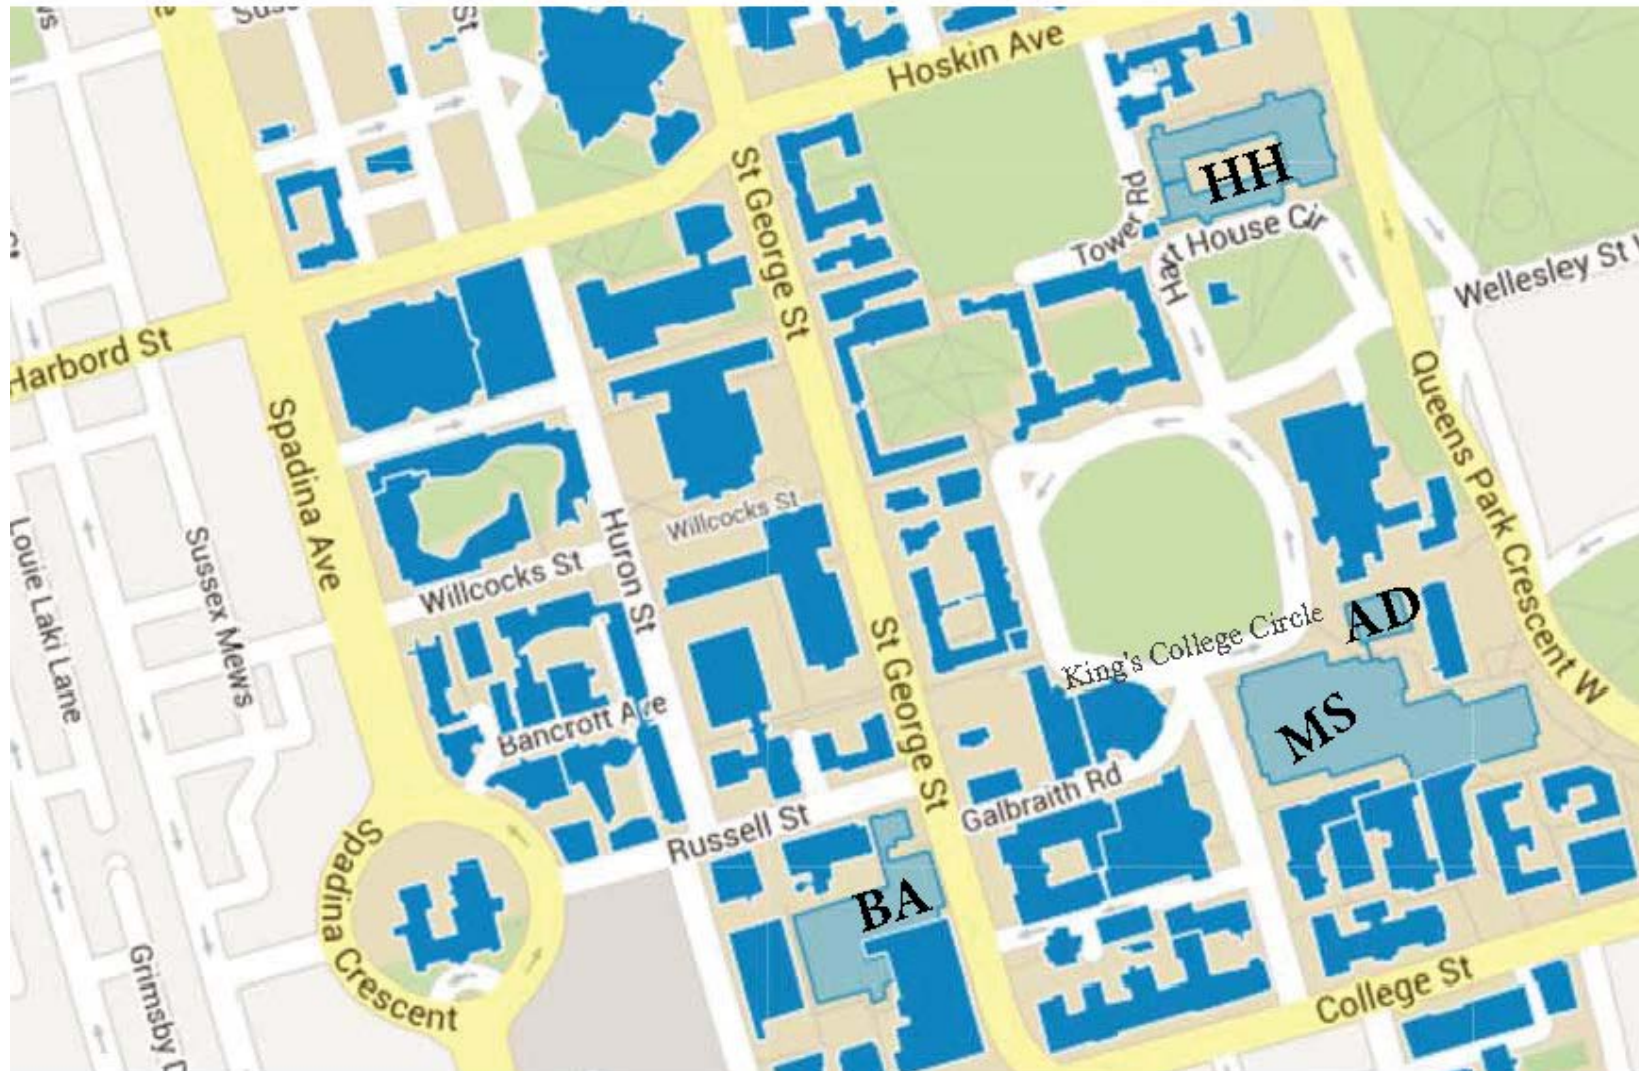 St
Hoskin Ave
St George St
HH
Tower Rd
Hart House Cir
Wellesley St
Harbord St
Spadina Ave
Queens Park Crescent W
Willcocks St
Huron St
Willcocks St
Louie Laki Lane
Sussex Mews
St George St
King's College Circle
AD
MS
Bancroft Ave
Galbraith Rd
Russell St
BA
Spadina Crescent
Grimsby
College St